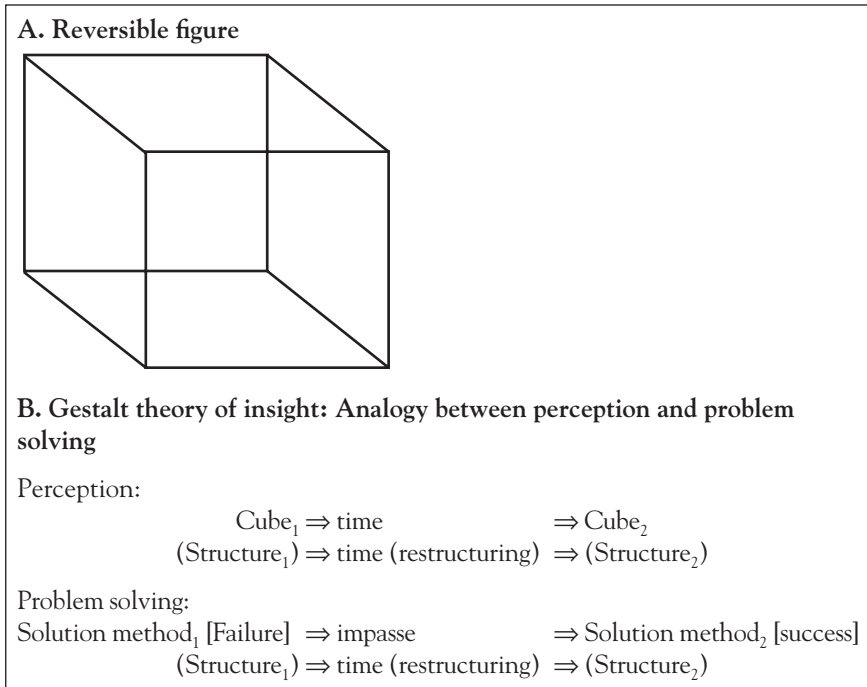 A. Reversible figure
B. Gestalt theory of insight: Analogy between perception and problem
solving
Perception:
Cube₁ ⇒ time ⇒ Cube₂
(Structure₁) ⇒ time (restructuring) ⇒ (Structure₂)
Problem solving:
Solution method₁ [Failure] ⇒ impasse ⇒ Solution method₂ [success]
(Structure₁) ⇒ time (restructuring) ⇒ (Structure₂)